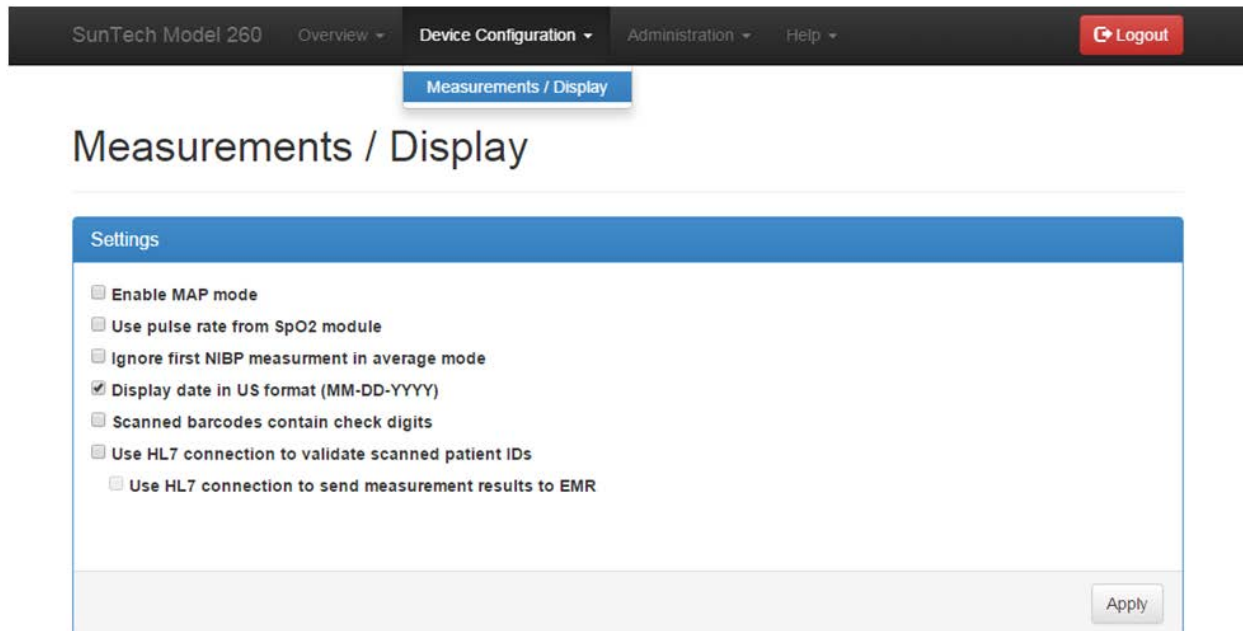 SunTech Model 260 Overview Device Configuration Administration Help Logout
Measurements / Display
Measurements / Display
Settings
Enable MAP mode
Use pulse rate from SpO2 module
Ignore first NIBP measurment in average mode
Display date in US format (MM-DD-YYYY)
Scanned barcodes contain check digits
Use HL7 connection to validate scanned patient IDs
Use HL7 connection to send measurement results to EMR
Apply